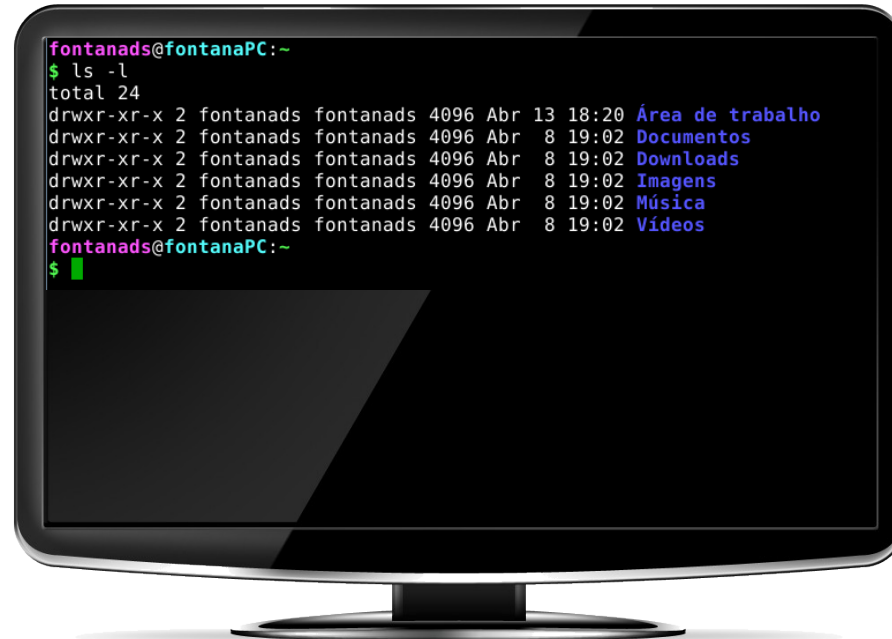 fontanads@fontanaPC:~
$ ls -l
total 24
drwxr-xr-x 2 fontanads fontanads 4096 Abr 13 18:20 Área de trabalho
drwxr-xr-x 2 fontanads fontanads 4096 Abr  8 19:02 Documentos
drwxr-xr-x 2 fontanads fontanads 4096 Abr  8 19:02 Downloads
drwxr-xr-x 2 fontanads fontanads 4096 Abr  8 19:02 Imagens
drwxr-xr-x 2 fontanads fontanads 4096 Abr  8 19:02 Música
drwxr-xr-x 2 fontanads fontanads 4096 Abr  8 19:02 Vídeos
fontanads@fontanaPC:~
$